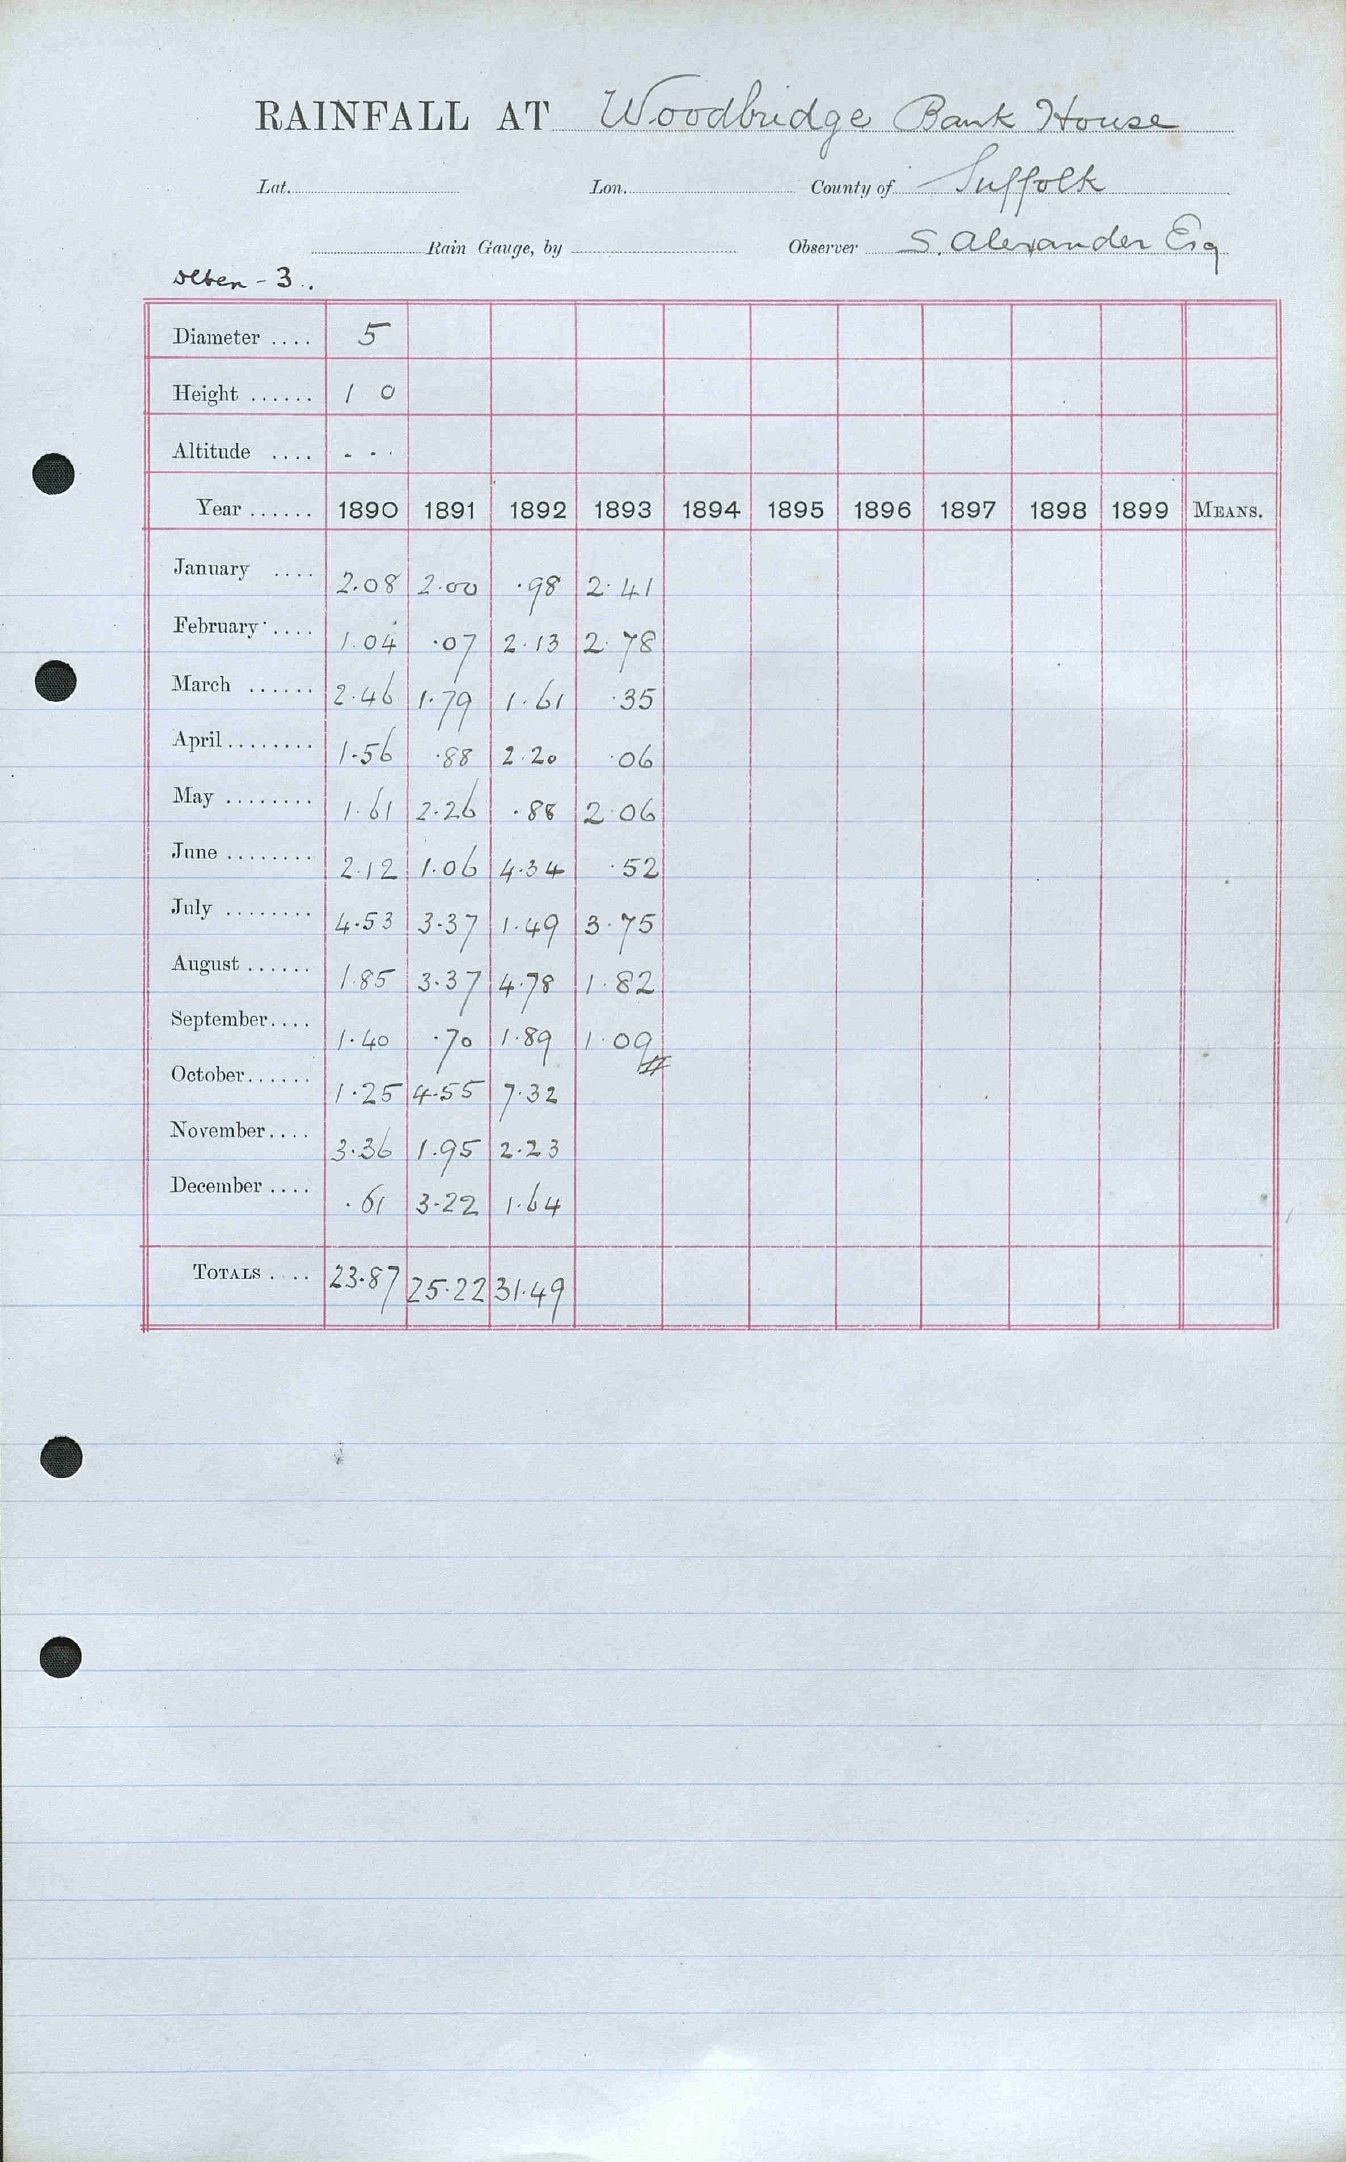 RAINFALL AT Woodbridge Bank House
Lat. Lon. County of Suffolk
Rain Gauge, by Observer S. Alexander Esq
Deben - 3.
Diameter .... 5
Height ...... 1 0
Altitude .... - - -
Year ...... 1890 1891 1892 1893 1894 1895 1896 1897 1898 1899 MEANS.
January .... 2.08 2.00 .98 2.41
February .... 1.04 .07 2.13 2.78
March ...... 2.46 1.79 1.61 .35
April ........ 1.56 .88 2.20 .06
May ........ 1.61 2.26 .88 2.06
June ........ 2.12 1.06 4.34 .52
July ........ 4.53 3.37 1.49 3.75
August ...... 1.85 3.37 4.78 1.82
September.... 1.40 .70 1.89 1.09
October...... 1.25 4.55 7.32
November.... 3.36 1.95 2.23
December .... .61 3.22 1.64
TOTALS .... 23.87 25.22 31.49